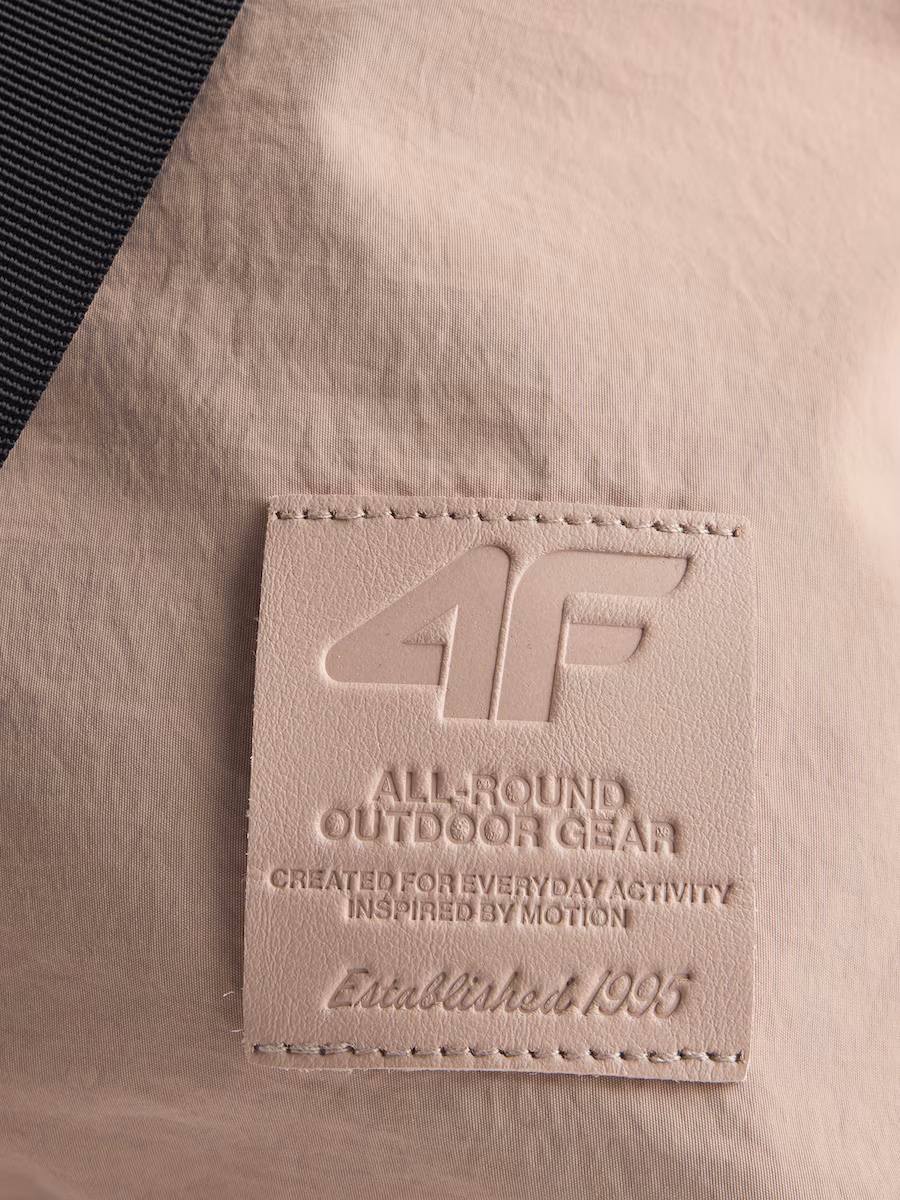 4F
ALL-ROUND
OUTDOOR GEAR
CREATED FOR EVERYDAY ACTIVITY
INSPIRED BY MOTION
Established 1995